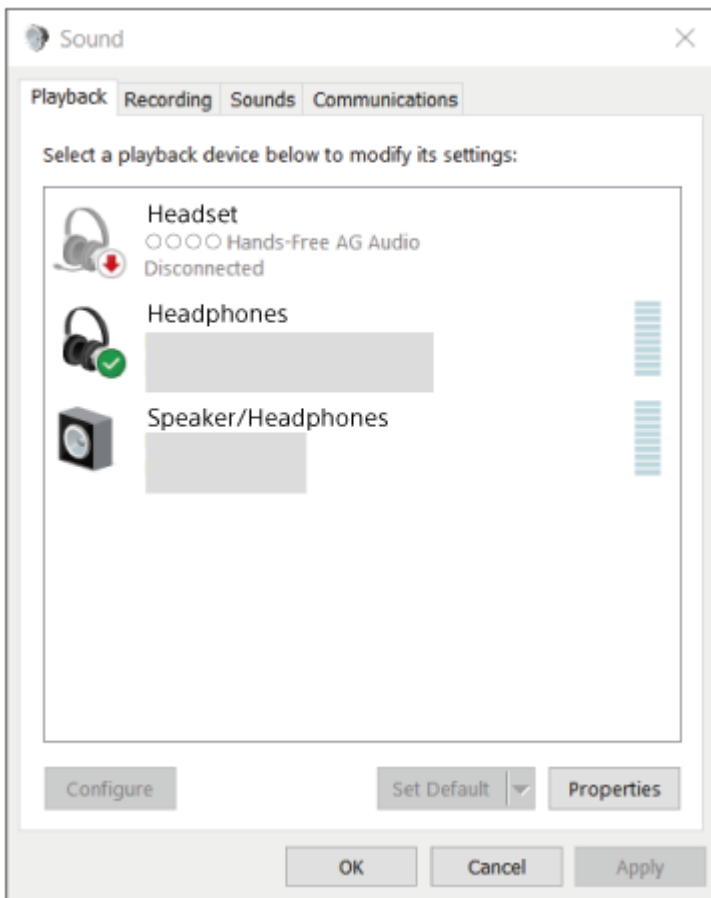 Sound
Playback Recording Sounds Communications
Select a playback device below to modify its settings:
Headset
○○○○ Hands-Free AG Audio
Disconnected
Headphones
Speaker/Headphones
Configure Set Default Properties
OK Cancel Apply